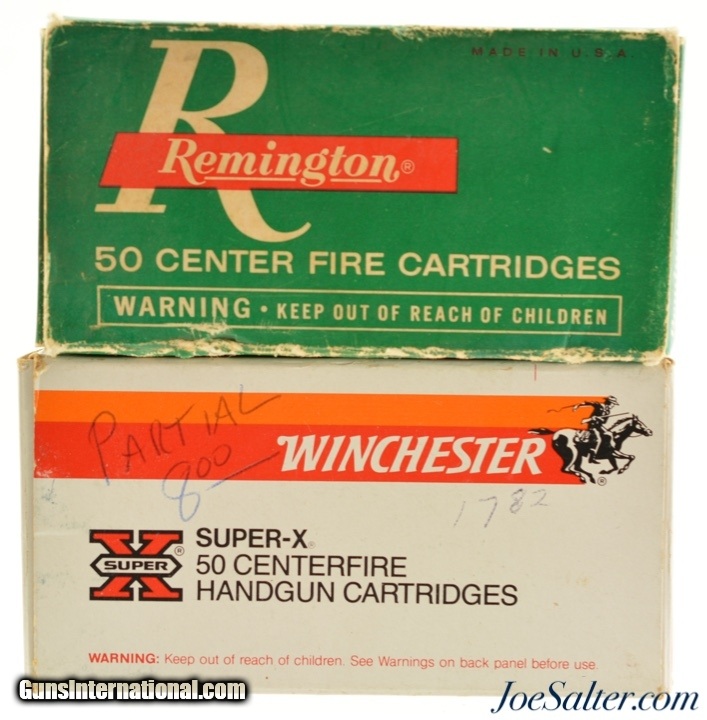 MADE IN U.S.A.
R
Remington®
50 CENTER FIRE CARTRIDGES
WARNING • KEEP OUT OF REACH OF CHILDREN
PARTIAL
800
WINCHESTER®
1782
X SUPER ®
SUPER-X®
50 CENTERFIRE
HANDGUN CARTRIDGES
WARNING: Keep out of reach of children. See Warnings on back panel before use.
GunsInternational.com
JoeSalter.com